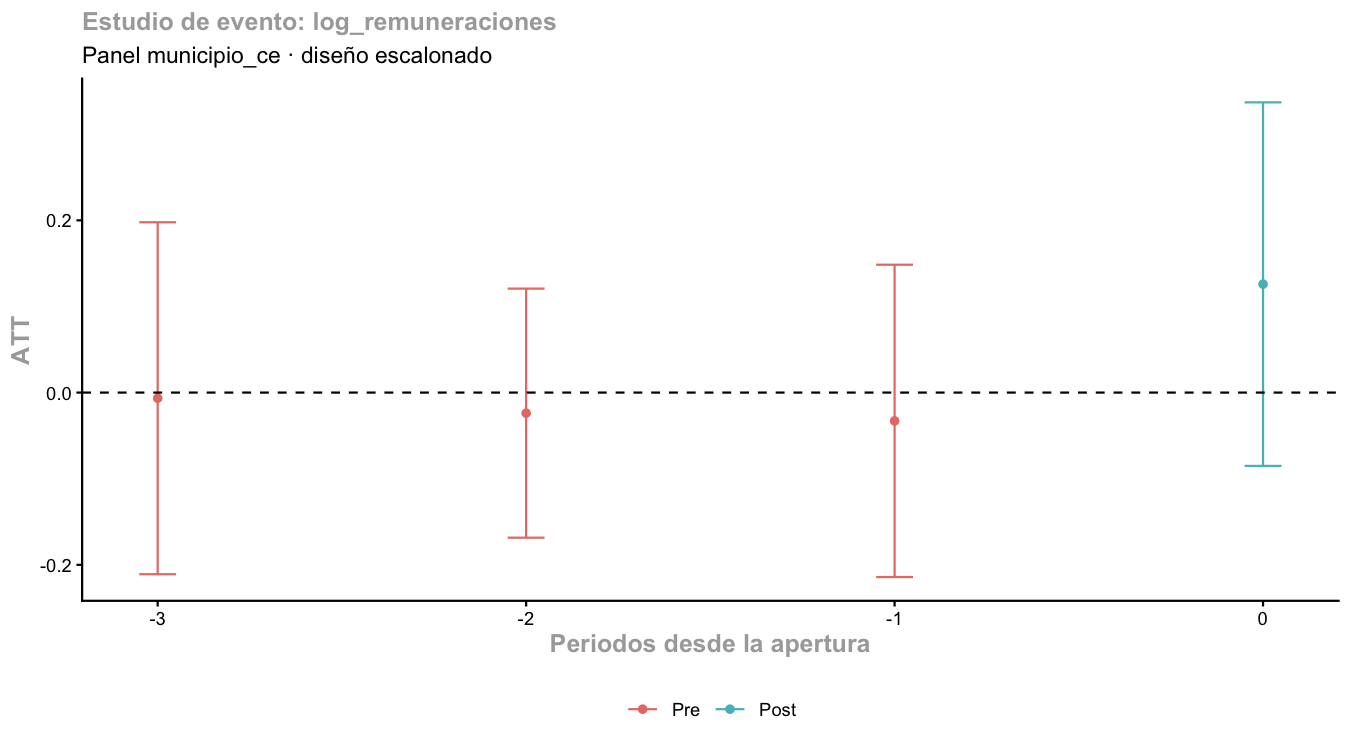 Estudio de evento: log_remuneraciones
Panel municipio_ce · diseño escalonado
ATT
0.2
0.0
-0.2
-3
-2
-1
0
Periodos desde la apertura
Pre
Post